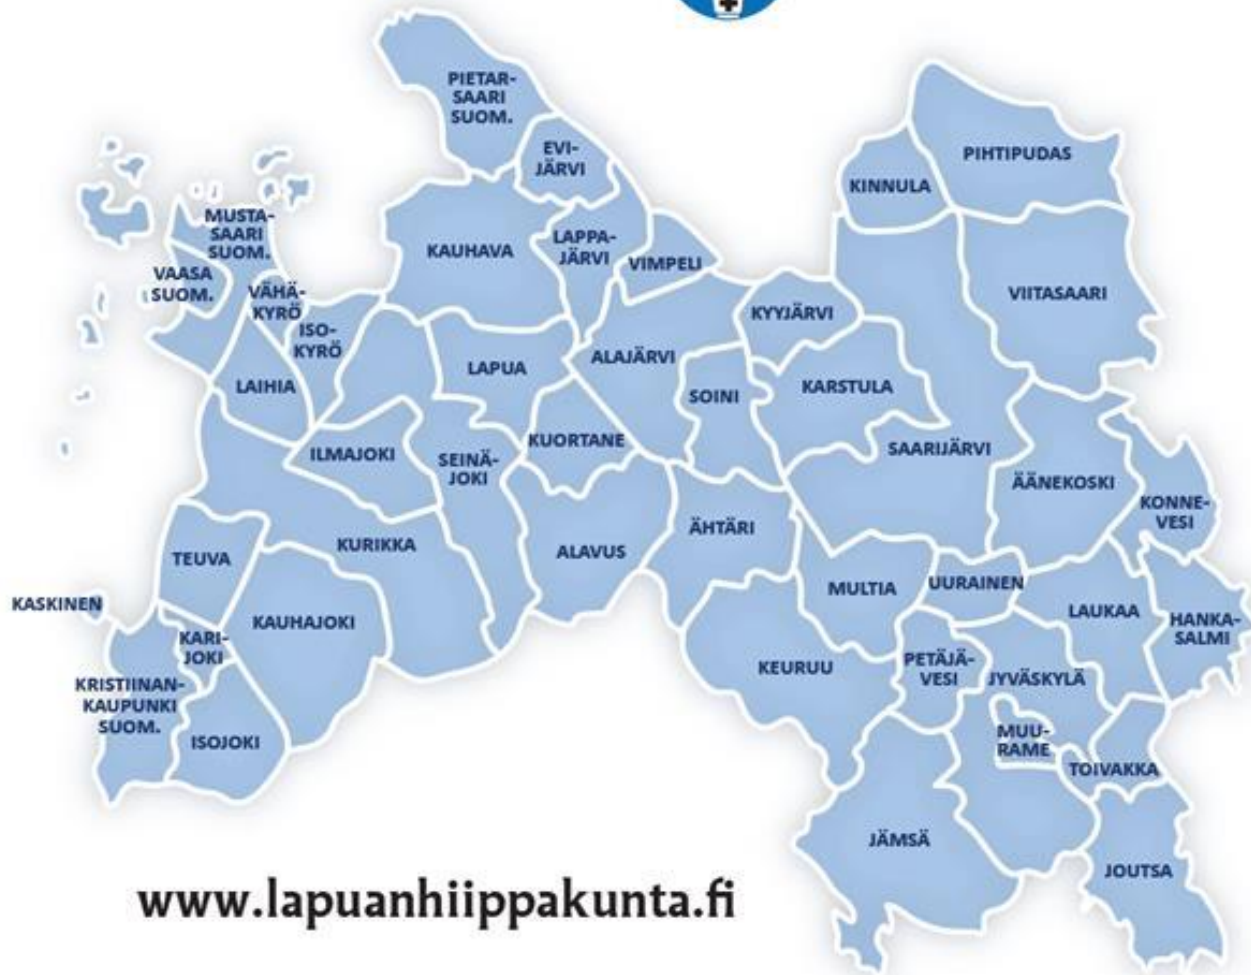 PIETAR-
SAARI
SUOM.
EVI-
JÄRVI
PIHTIPUDAS
KINNULA
MUSTA-
SAARI
SUOM.
KAUHAVA
LAPPA-
JÄRVI
VIMPELI
VAASA
SUOM.
VÄHÄ-
KYRÖ
VIITASAARI
ISO-
KYRÖ
KYYJÄRVI
LAPUA
ALAJÄRVI
LAIHIA
SOINI
KARSTULA
ILMAJOKI
SEINÄ-
JOKI
KUORTANE
SAARIJÄRVI
ÄÄNEKOSKI
KONNE-
VESI
ÄHTÄRI
KURIKKA
ALAVUS
TEUVA
MULTIA
UURAINEN
KASKINEN
LAUKAA
HANKA-
SALMI
KAUHAJOKI
KARI-
JOKI
KEURUU
PETÄJÄ-
VESI
JYVÄSKYLÄ
KRISTIINAN-
KAUPUNKI
SUOM.
ISOJOKI
MUU-
RAME
TOIVAKKA
JÄMSÄ
JOUTSA
www.lapuanhiippakunta.fi